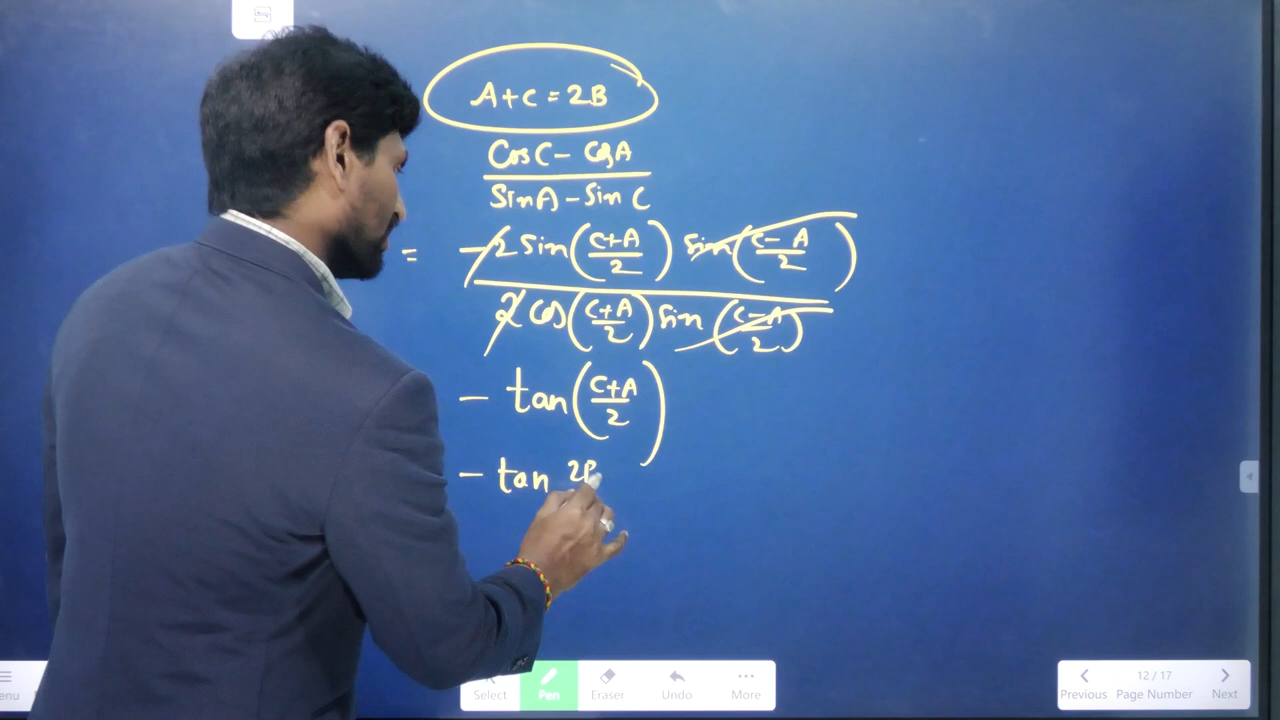 A+C = 2B
CosC - CosA
SinA - Sin C
= -2 sin(C+A/2) sin(C-A/2)
2 cos(C+A/2) sin(C-A/2)
- tan(C+A/2)
- tan 2B
enu
Select Pen Eraser Undo More
12 / 17
Previous Page Number Next